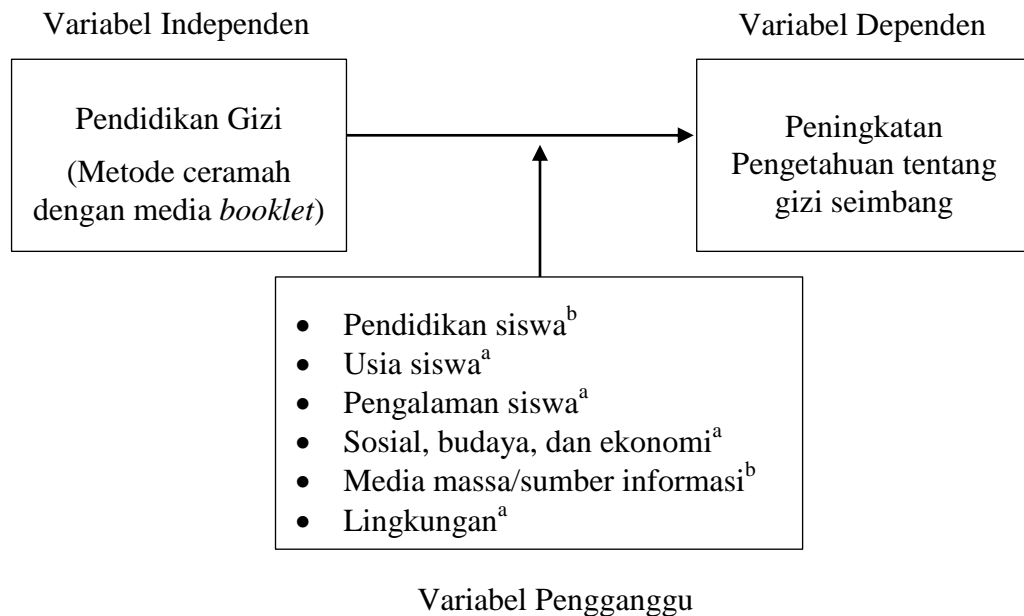 Variabel Independen
Variabel Dependen
Pendidikan Gizi
(Metode ceramah
dengan media booklet)
Peningkatan
Pengetahuan tentang
gizi seimbang
• Pendidikan siswa^b
• Usia siswa^a
• Pengalaman siswa^a
• Sosial, budaya, dan ekonomi^a
• Media massa/sumber informasi^b
• Lingkungan^a
Variabel Pengganggu